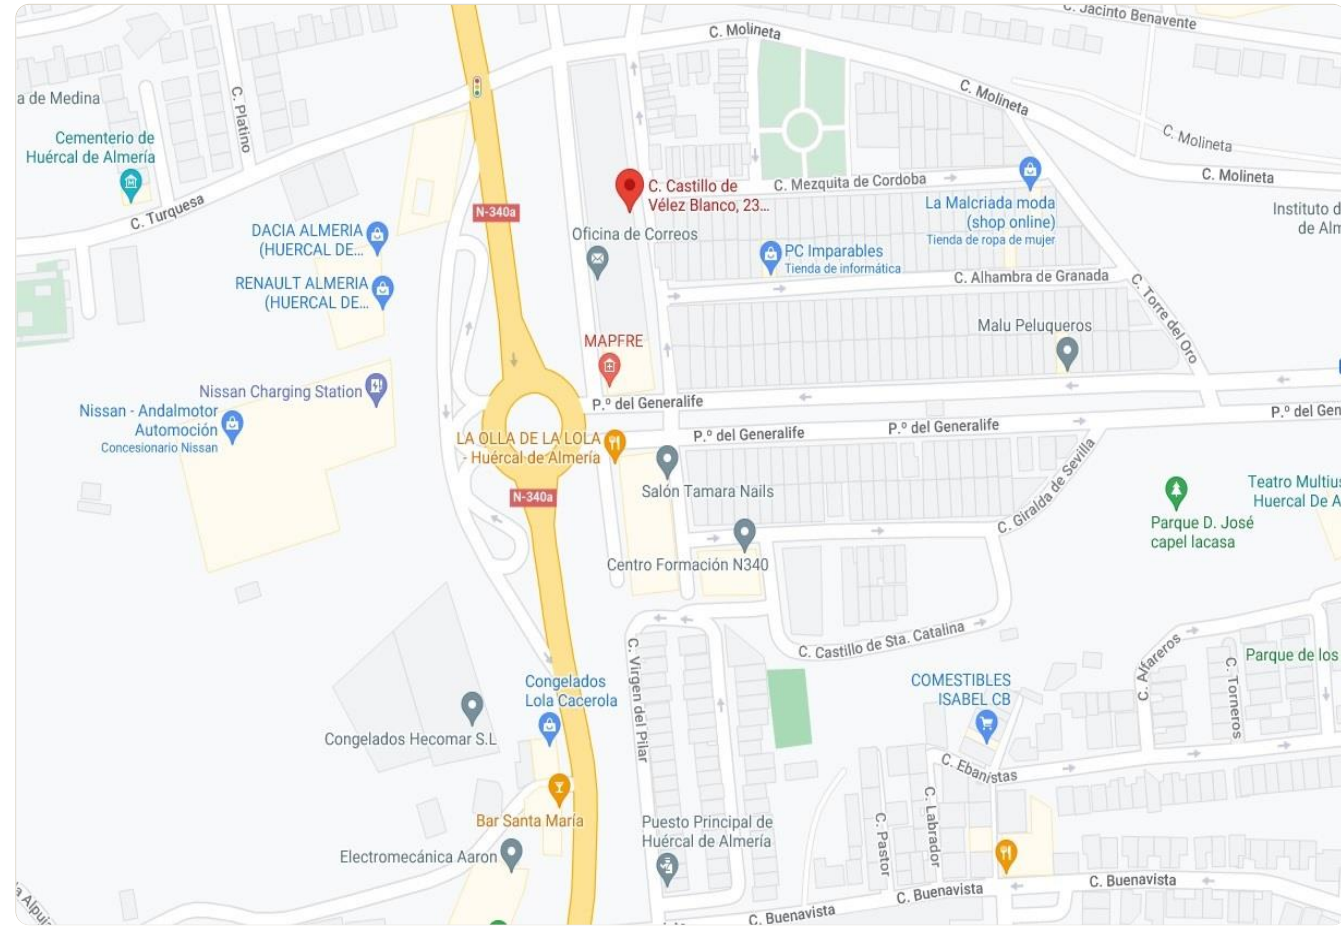 C. Jacinto Benavente
C. Molineta
a de Medina
C. Platino
C. Molineta
Cementerio de
Huércal de Almería
C. Molineta
C. Molineta
C. Castillo de
Vélez Blanco, 23...
C. Mezquita de Cordoba
C. Turquesa
N-340a
La Malcriada moda
(shop online)
Tienda de ropa de mujer
Instituto d
de Alm
DACIA ALMERIA
(HUERCAL DE...
Oficina de Correos
PC Imparables
Tienda de informática
C. Alhambra de Granada
RENAULT ALMERIA
(HUERCAL DE...
C. Torre del Oro
MAPFRE
Malu Peluqueros
Nissan Charging Station
Nissan - Andalmotor
Automoción
Concesionario Nissan
P.º del Generalife
P.º del Gen
P.º del Generalife
P.º del Generalife
LA OLLA DE LA LOLA
- Huércal de Almería
N-340a
Salón Tamara Nails
C. Giralda de Sevilla
Teatro Multius
Huercal De A
Parque D. José
capel lacasa
Centro Formación N340
C. Castillo de Sta. Catalina
C. Virgen del Pilar
C. Alfareros
C. Torneros
Parque de los
Congelados
Lola Cacerola
COMESTIBLES
ISABEL CB
Congelados Hecomar S.L
C. Ebanistas
Bar Santa María
Puesto Principal de
Huércal de Almería
C. Pastor
C. Labrador
Electromecánica Aaron
C. Buenavista
C. Buenavista
C. Buenavista
a Alpuj